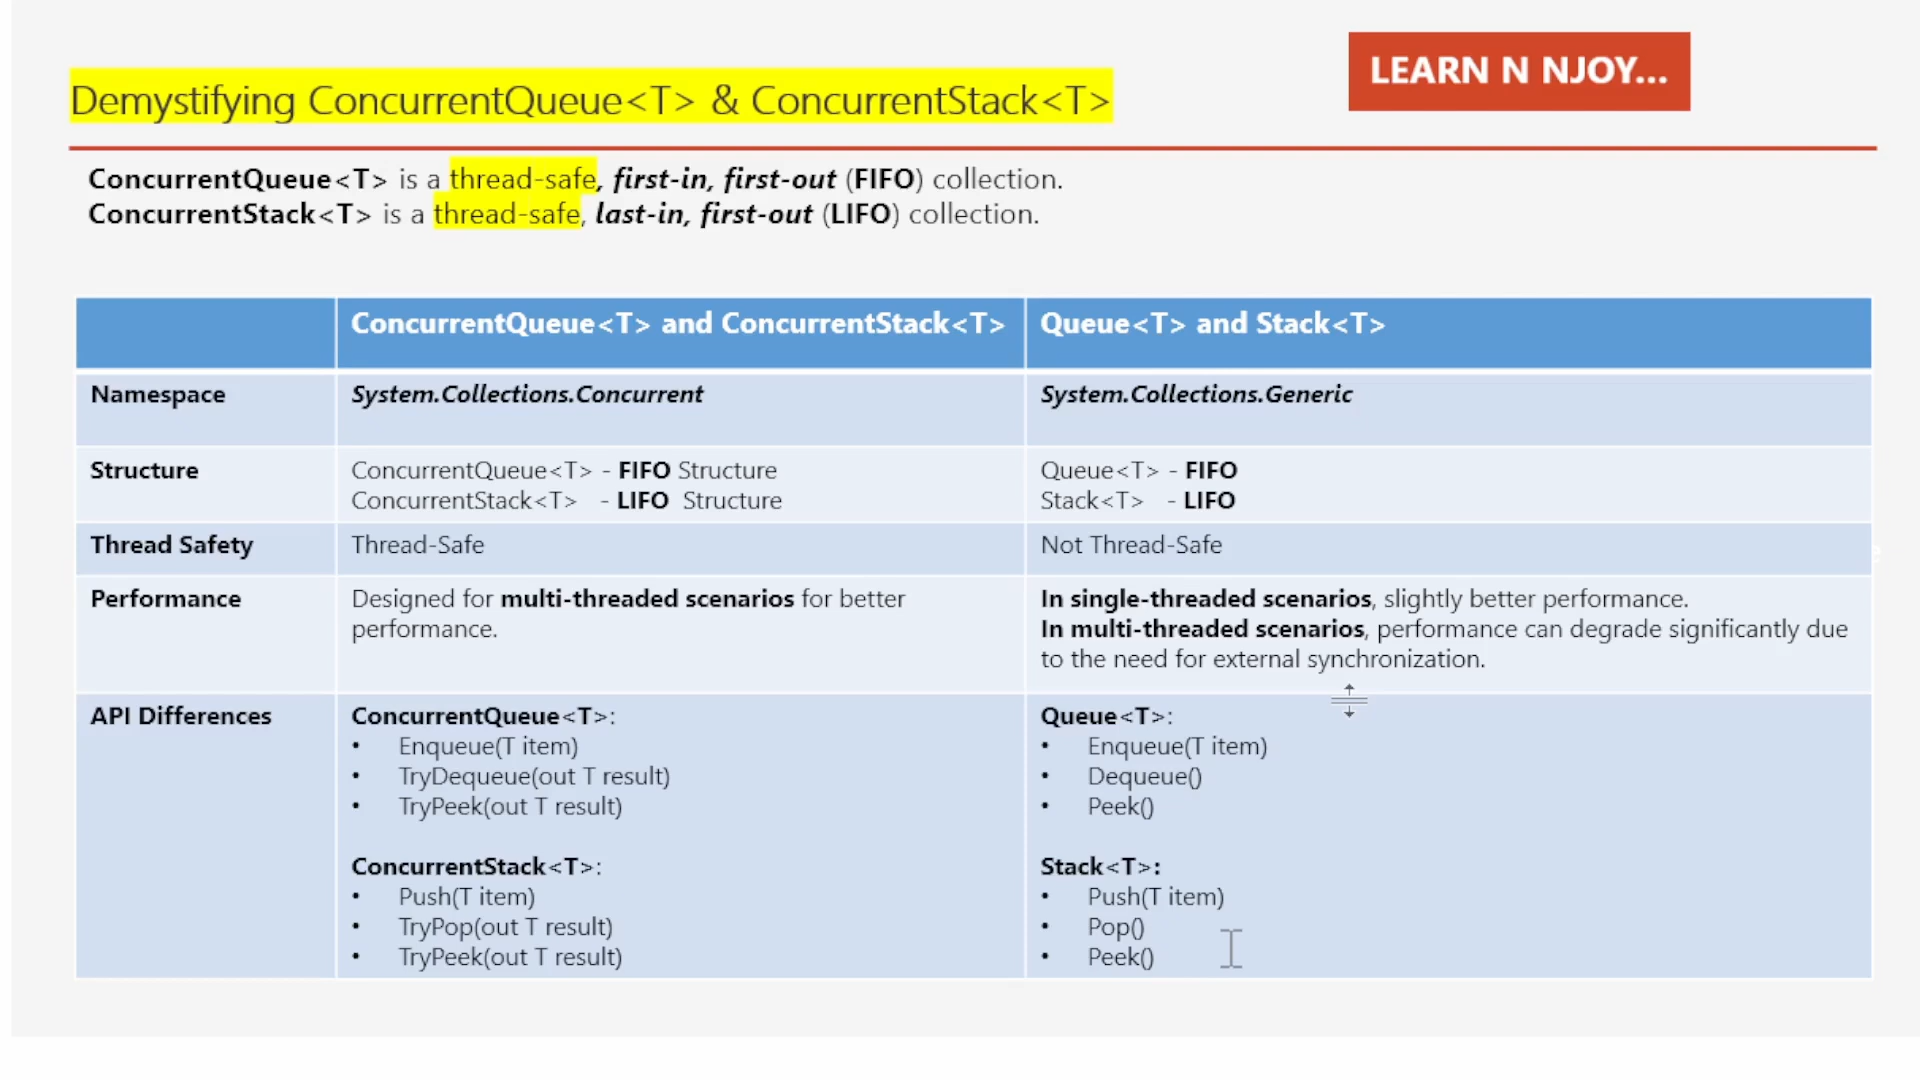 LEARN N NJOY...
Demystifying ConcurrentQueue<T> & ConcurrentStack<T>
ConcurrentQueue<T> is a thread-safe, first-in, first-out (FIFO) collection.
ConcurrentStack<T> is a thread-safe, last-in, first-out (LIFO) collection.
ConcurrentQueue<T> and ConcurrentStack<T>
Queue<T> and Stack<T>
Namespace
System.Collections.Concurrent
System.Collections.Generic
Structure
ConcurrentQueue<T> - FIFO Structure
ConcurrentStack<T> - LIFO Structure
Queue<T> - FIFO
Stack<T> - LIFO
Thread Safety
Thread-Safe
Not Thread-Safe
Performance
Designed for multi-threaded scenarios for better
performance.
In single-threaded scenarios, slightly better performance.
In multi-threaded scenarios, performance can degrade significantly due
to the need for external synchronization.
API Differences
ConcurrentQueue<T>:
• Enqueue(T item)
• TryDequeue(out T result)
• TryPeek(out T result)
ConcurrentStack<T>:
• Push(T item)
• TryPop(out T result)
• TryPeek(out T result)
Queue<T>:
• Enqueue(T item)
• Dequeue()
• Peek()
Stack<T>:
• Push(T item)
• Pop()
• Peek()